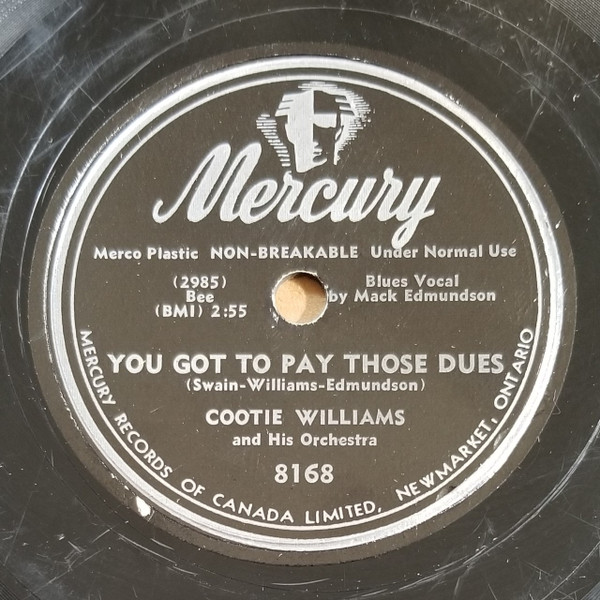 Mercury
Merco Plastic NON-BREAKABLE Under Normal Use
(2985)
Bee
(BMI) 2:55
Blues Vocal
by Mack Edmundson
YOU GOT TO PAY THOSE DUES
(Swain-Williams-Edmundson)
COOTIE WILLIAMS
and His Orchestra
8168
MERCURY RECORDS OF CANADA LIMITED, NEWMARKET, ONTARIO